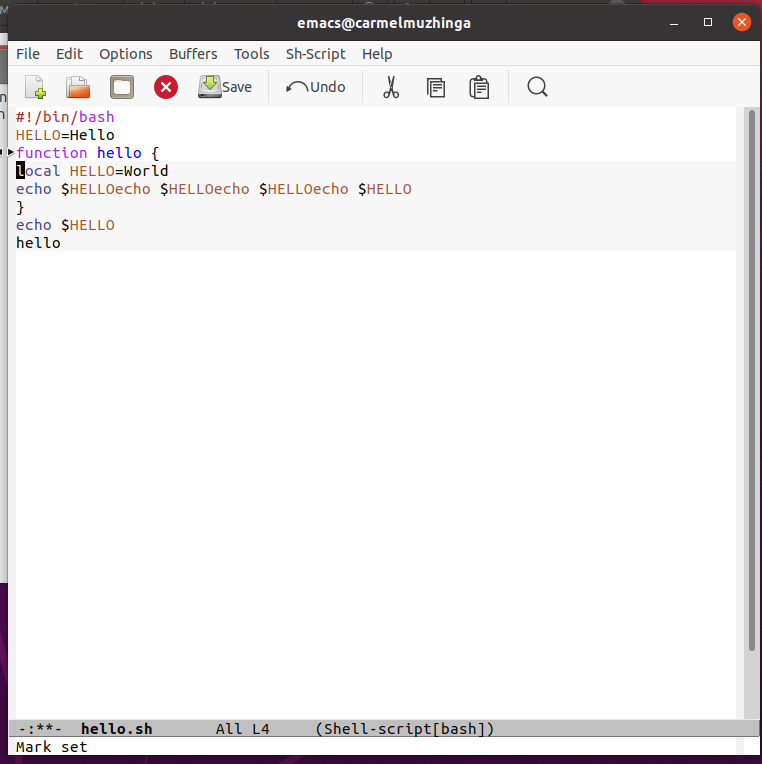 emacs@carmelmuzhinga
File Edit Options Buffers Tools Sh-Script Help
Save Undo
#!/bin/bash
HELLO=Hello
function hello {
local HELLO=World
echo $HELLOecho $HELLOecho $HELLOecho $HELLO
}
echo $HELLO
hello
-:**- hello.sh All L4 (Shell-script[bash])
Mark set